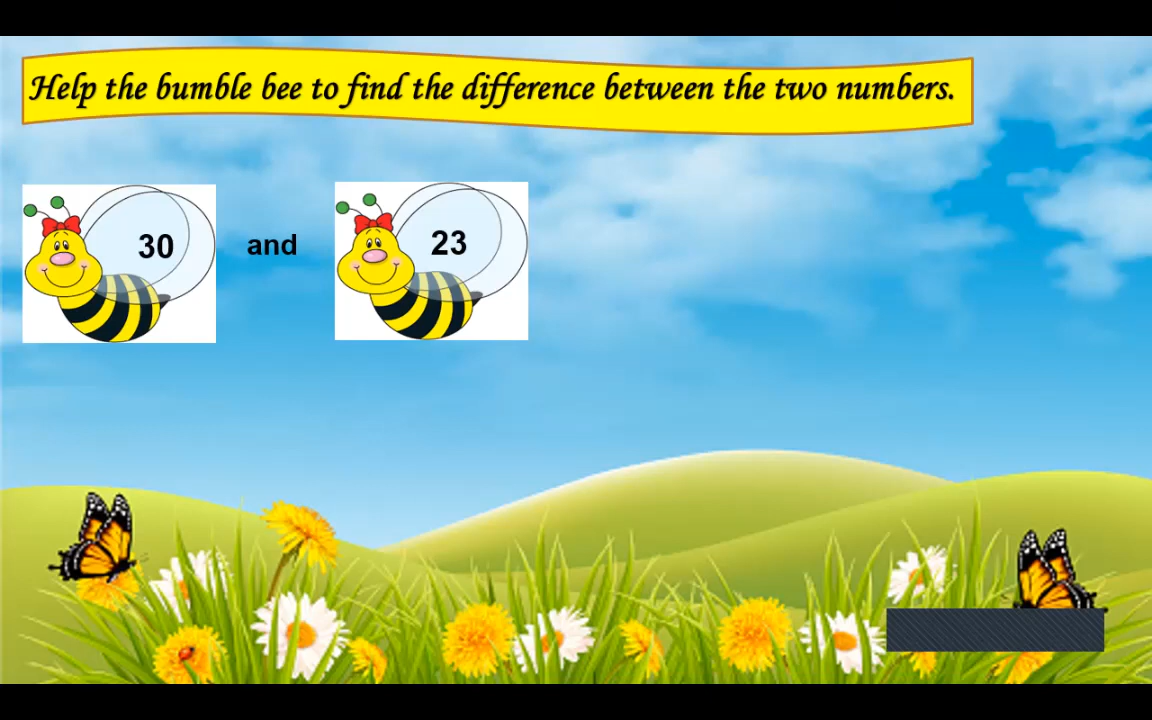 Help the bumble bee to find the difference between the two numbers.
30 and 23